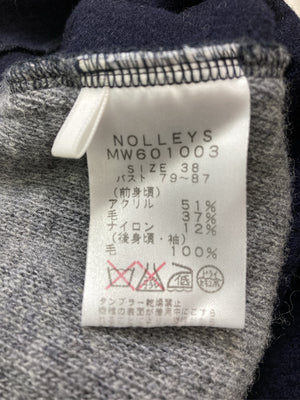 NOLLEYS
MW601003
SIZE 38
バスト 79~87
(前身頃)
アクリル 51%
毛 37%
ナイロン 12%
(後身頃・袖)
毛 100%
低
タンブラー乾燥禁止